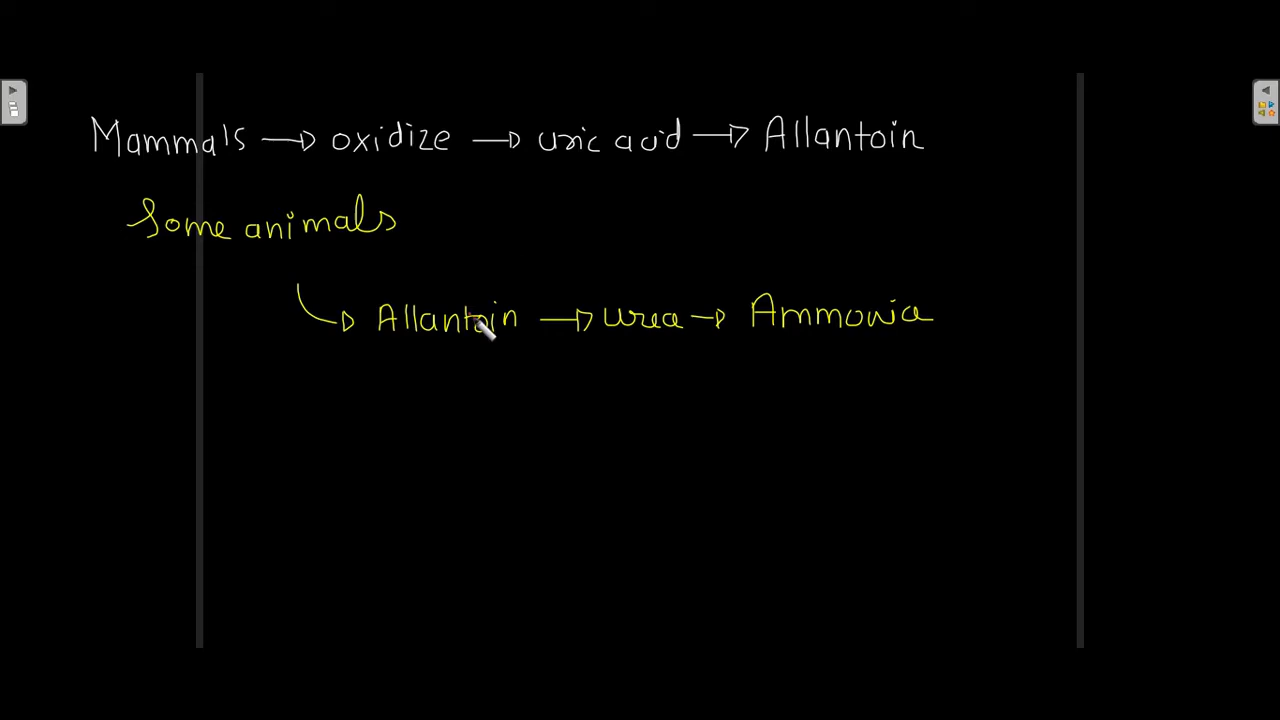 Mammals → oxidize → uric acid → Allantoin
Some animals
→ Allantoin → urea → Ammonia